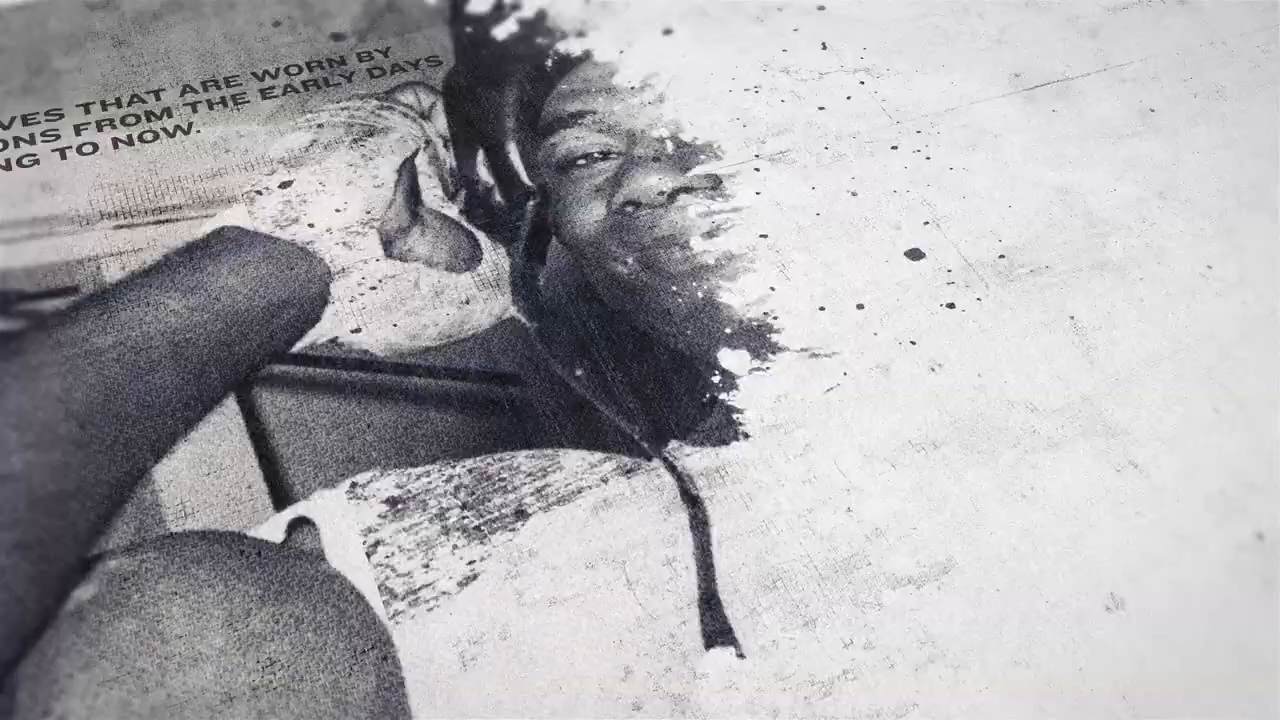 VES THAT ARE WORN BY
ONS FROM THE EARLY DAYS
NG TO NOW.